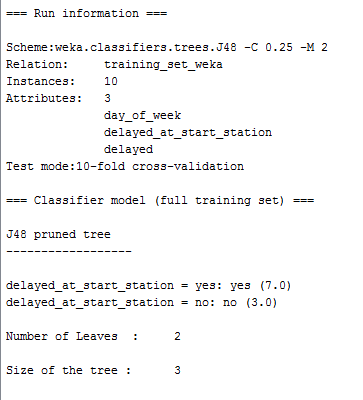 === Run information ===
Scheme:weka.classifiers.trees.J48 -C 0.25 -M 2
Relation: training_set_weka
Instances: 10
Attributes: 3
day_of_week
delayed_at_start_station
delayed
Test mode:10-fold cross-validation
=== Classifier model (full training set) ===
J48 pruned tree
------------------
delayed_at_start_station = yes: yes (7.0)
delayed_at_start_station = no: no (3.0)
Number of Leaves : 2
Size of the tree : 3